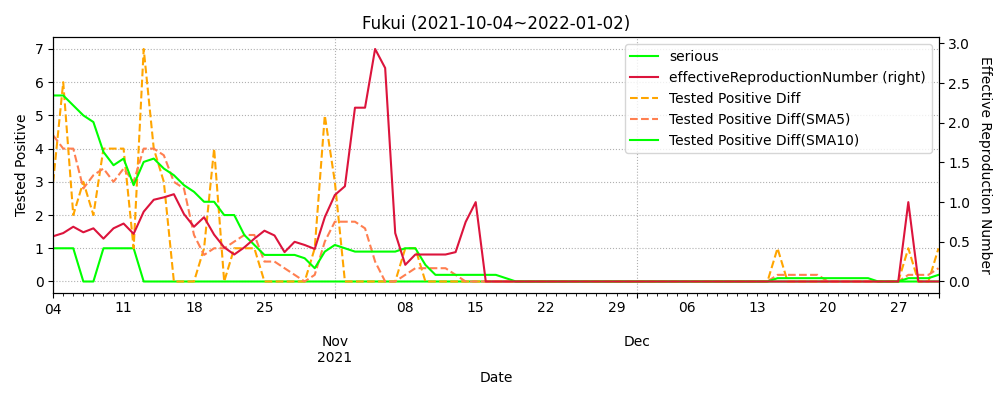 Fukui (2021-10-04~2022-01-02)
serious
effectiveReproductionNumber (right)
Tested Positive Diff
Tested Positive Diff(SMA5)
Tested Positive Diff(SMA10)
Tested Positive
7
6
5
4
3
2
1
0
3.0
2.5
2.0
1.5
1.0
0.5
0.0
Effective Reproduction Number
04
11
18
25
08
15
22
29
06
13
20
27
Nov
2021
Dec
Date